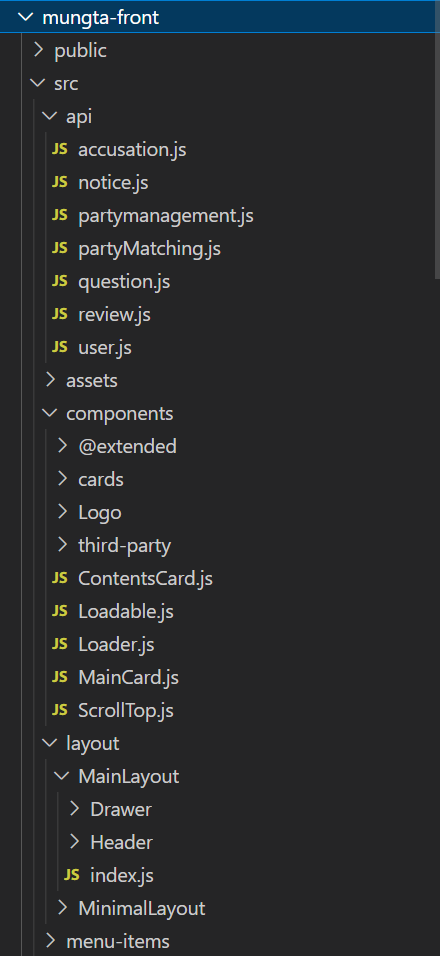 mungta-front
public
src
api
JS accusation.js
JS notice.js
JS partymanagement.js
JS partyMatching.js
JS question.js
JS review.js
JS user.js
assets
components
@extended
cards
Logo
third-party
JS ContentsCard.js
JS Loadable.js
JS Loader.js
JS MainCard.js
JS ScrollTop.js
layout
MainLayout
Drawer
Header
JS index.js
MinimalLayout
menu-items